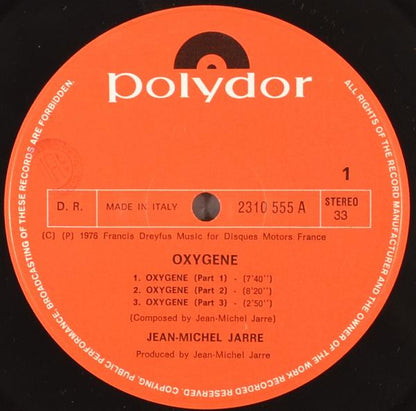 polydor
1
D. R.
MADE IN ITALY
2310 555 A
STEREO
33
(C) (P) 1976 Francis Dreyfus Music for Disques Motors France
OXYGENE
1. OXYGENE (Part 1) - (7'40'')
2. OXYGENE (Part 2) - (8'20'')
3. OXYGENE (Part 3) - (2'50'')
(Composed by Jean-Michel Jarre)
JEAN-MICHEL JARRE
Produced by Jean-Michel Jarre
ALL RIGHTS OF THE RECORD MANUFACTURER AND THE OWNER OF THE WORK RECORDED RESERVED. COPYING, PUBLIC PERFORMANCE, BROADCASTING OF THESE RECORDS ARE FORBIDDEN.